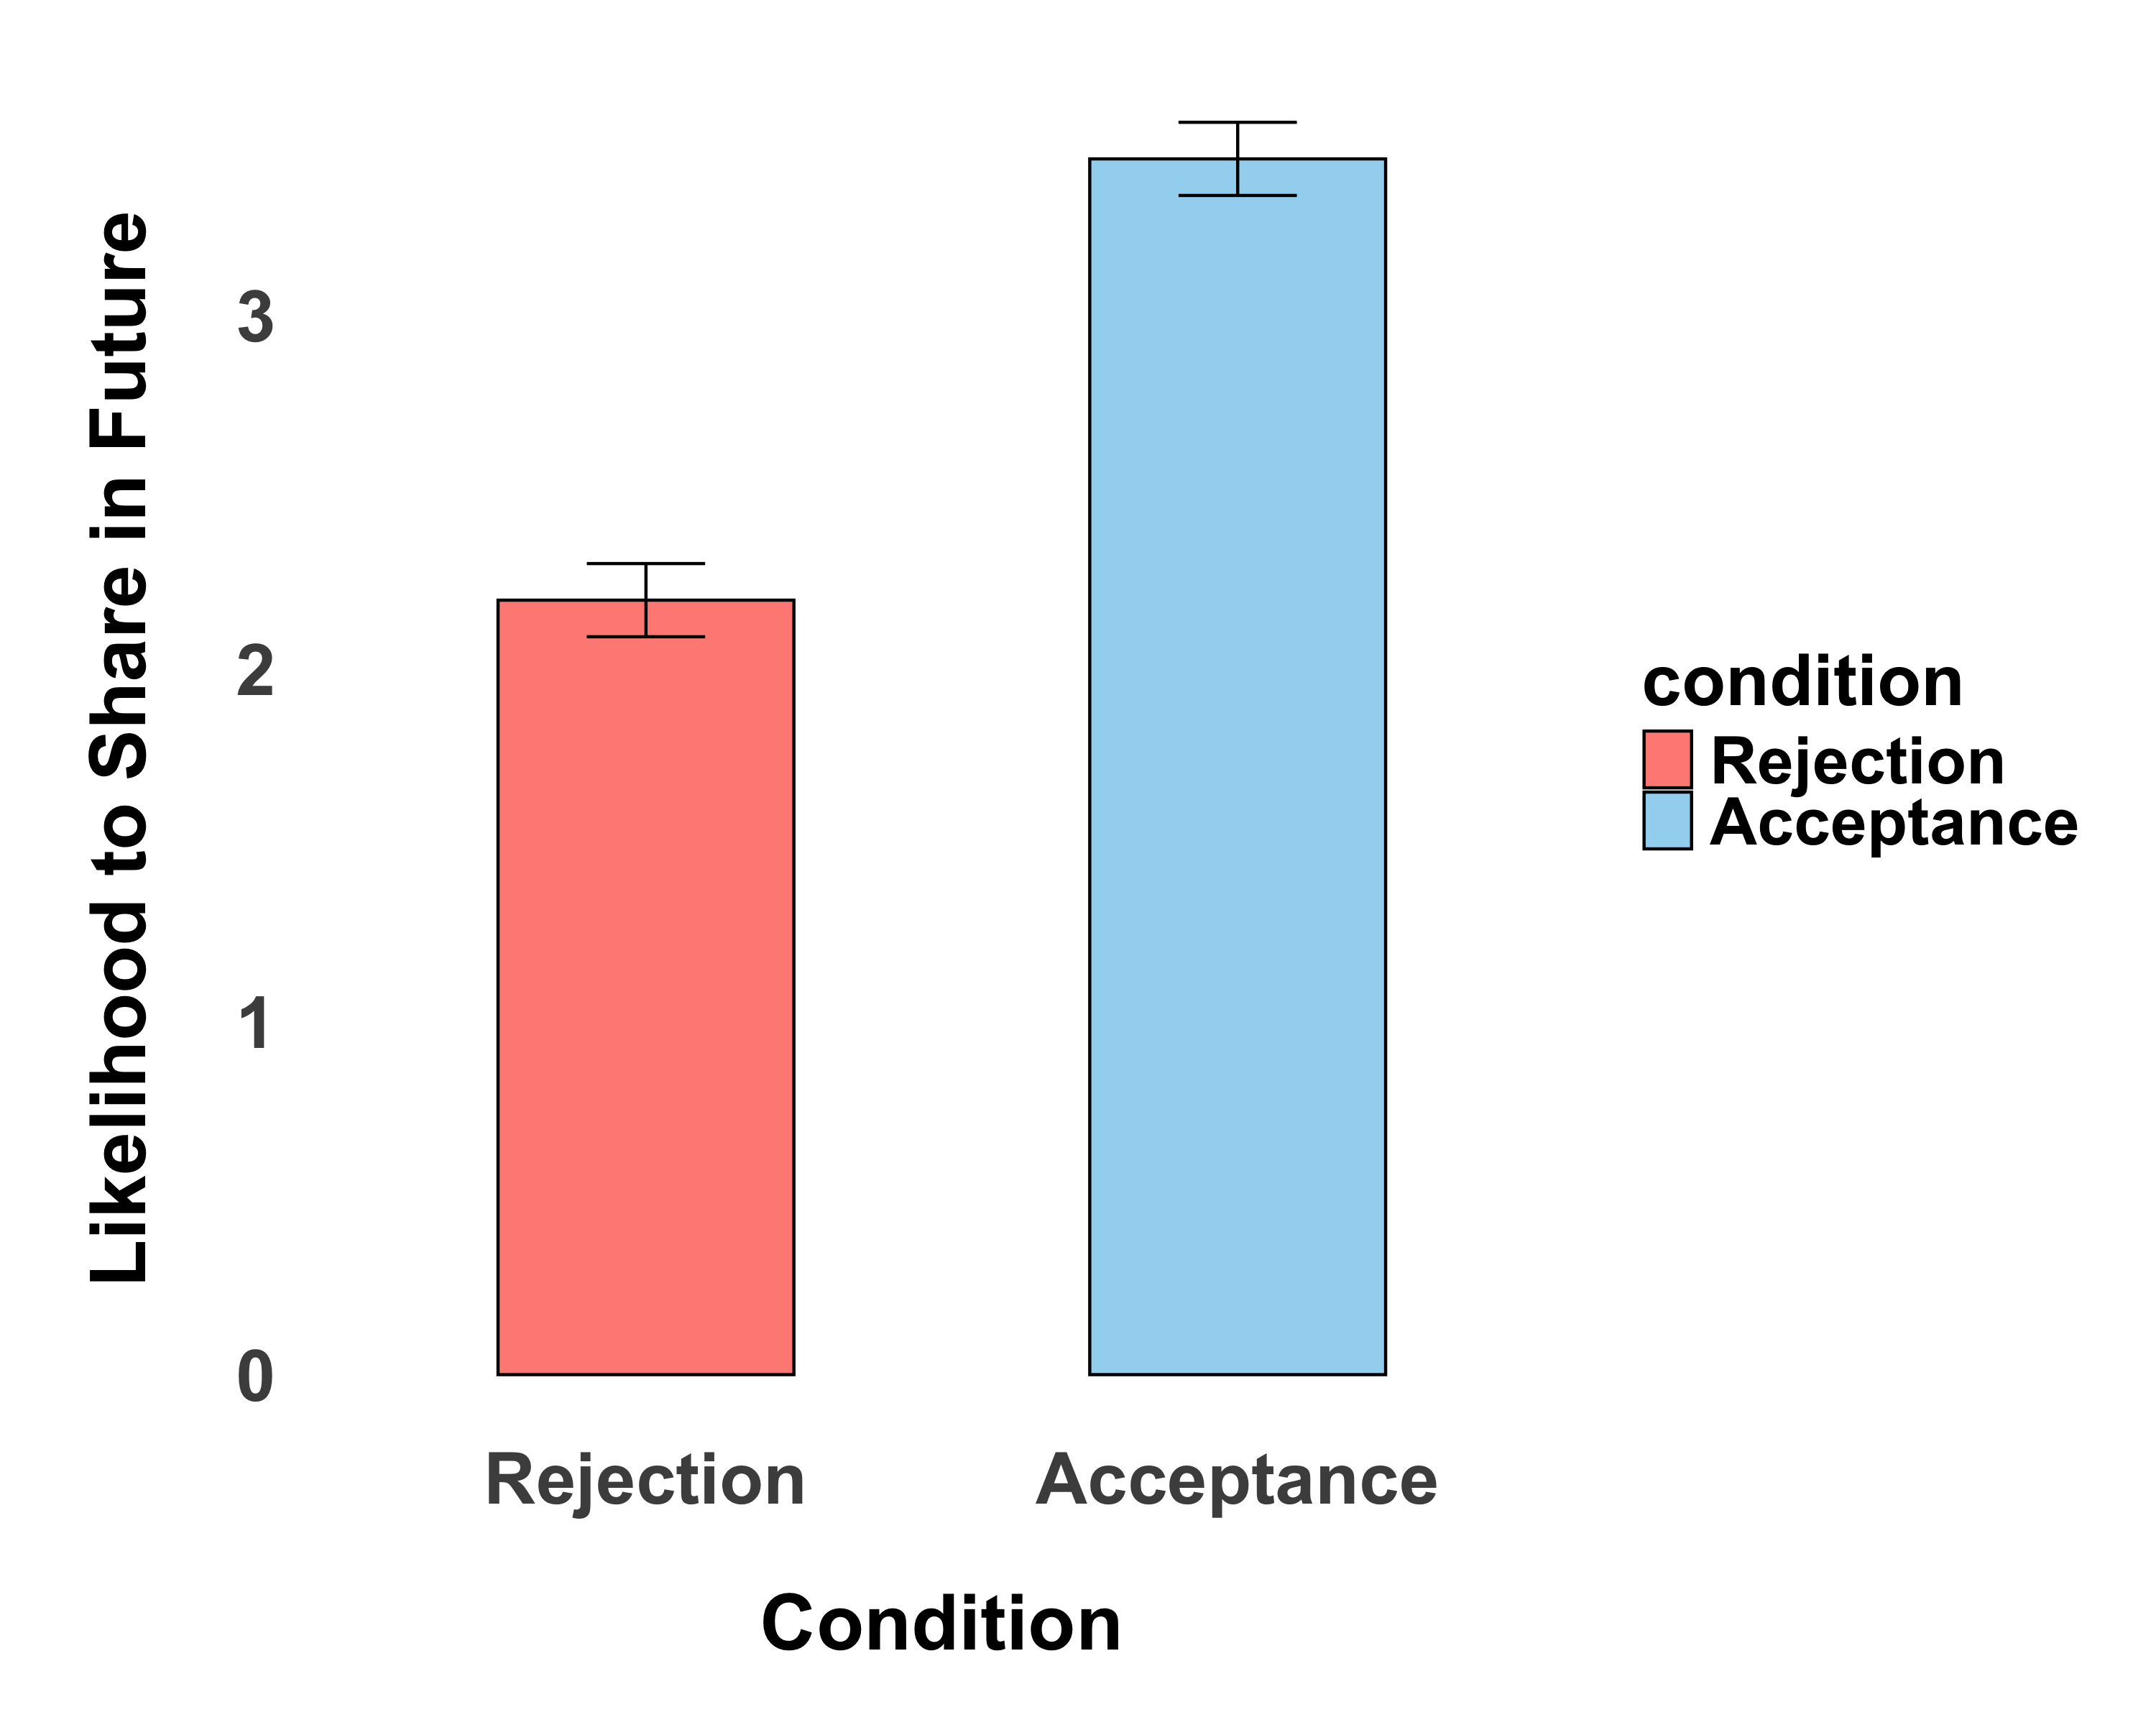 Likelihood to Share in Future
3
2
1
0
Rejection Acceptance
Condition
condition
Rejection
Acceptance